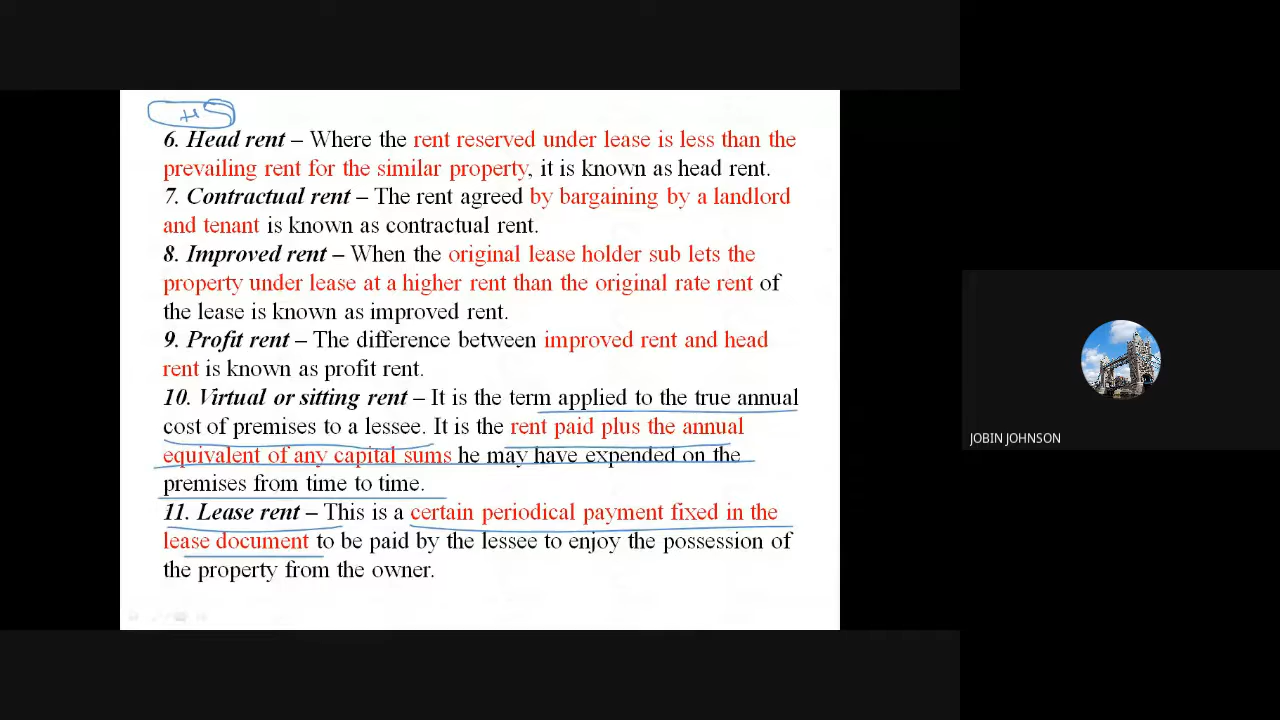 6. Head rent – Where the rent reserved under lease is less than the
prevailing rent for the similar property, it is known as head rent.
7. Contractual rent – The rent agreed by bargaining by a landlord
and tenant is known as contractual rent.
8. Improved rent – When the original lease holder sub lets the
property under lease at a higher rent than the original rate rent of
the lease is known as improved rent.
9. Profit rent – The difference between improved rent and head
rent is known as profit rent.
10. Virtual or sitting rent – It is the term applied to the true annual
cost of premises to a lessee. It is the rent paid plus the annual
equivalent of any capital sums he may have expended on the
premises from time to time.
11. Lease rent – This is a certain periodical payment fixed in the
lease document to be paid by the lessee to enjoy the possession of
the property from the owner.
JOBIN JOHNSON